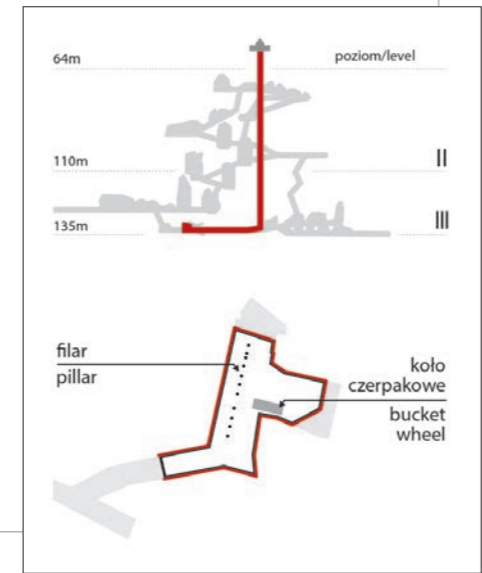 64m
poziom/level
110m
II
135m
III
filar
pillar
koło
czerpakowe
bucket
wheel